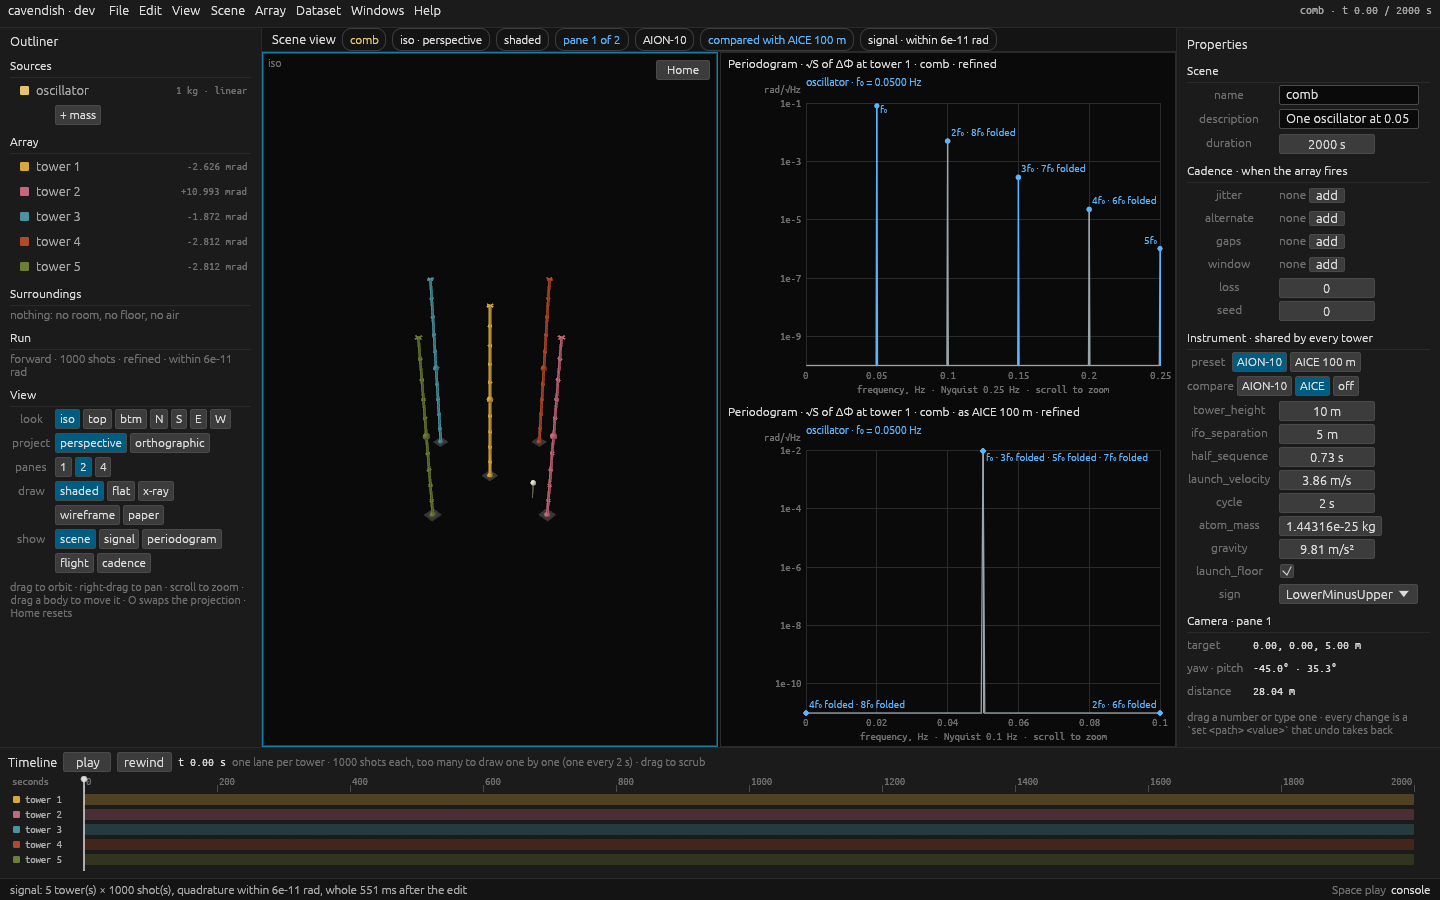 cavendish · dev File Edit View Scene Array Dataset Windows Help comb · t 0.00 / 2000 s
Outliner
Sources
oscillator 1 kg · linear
+ mass
Array
tower 1 -2.626 mrad
tower 2 +10.993 mrad
tower 3 -1.872 mrad
tower 4 -2.812 mrad
tower 5 -2.812 mrad
Surroundings
nothing: no room, no floor, no air
Run
forward · 1000 shots · refined · within 6e-11
rad
View
look iso top btm N S E W
project perspective orthographic
panes 1 2 4
draw shaded flat x-ray
wireframe paper
show scene signal periodogram
flight cadence
drag to orbit · right-drag to pan · scroll to zoom ·
drag a body to move it · O swaps the projection ·
Home resets
Scene view comb iso · perspective shaded pane 1 of 2 AION-10 compared with AICE 100 m signal · within 6e-11 rad
iso
Home
Periodogram · √S of ΔΦ at tower 1 · comb · refined
oscillator · f₀ = 0.0500 Hz
rad/√Hz
1e-1
1e-3
1e-5
1e-7
1e-9
f₀
2f₀ · 8f₀ folded
3f₀ · 7f₀ folded
4f₀ · 6f₀ folded
5f₀
0.05 0.1 0.15 0.2 0.25
frequency, Hz · Nyquist 0.25 Hz · scroll to zoom
Periodogram · √S of ΔΦ at tower 1 · comb · as AICE 100 m · refined
oscillator · f₀ = 0.0500 Hz
rad/√Hz
1e-2
1e-4
1e-6
1e-8
1e-10
f₀ · 3f₀ folded · 5f₀ folded · 7f₀ folded
4f₀ folded · 8f₀ folded
2f₀ · 6f₀ folded
0 0.02 0.04 0.06 0.08 0.1
frequency, Hz · Nyquist 0.1 Hz · scroll to zoom
Properties
Scene
name comb
description One oscillator at 0.05
duration 2000 s
Cadence · when the array fires
jitter none add
alternate none add
gaps none add
window none add
loss 0
seed 0
Instrument · shared by every tower
preset AION-10 AICE 100 m
compare AION-10 AICE off
tower_height 10 m
ifo_separation 5 m
half_sequence 0.73 s
launch_velocity 3.86 m/s
cycle 2 s
atom_mass 1.44316e-25 kg
gravity 9.81 m/s²
launch_floor
sign LowerMinusUpper
Camera · pane 1
target 0.00, 0.00, 5.00 m
yaw · pitch -45.0° · 35.3°
distance 28.04 m
drag a number or type one · every change is a
`set <path> <value>` that undo takes back
Timeline play rewind t 0.00 s one lane per tower · 1000 shots each, too many to draw one by one (one every 2 s) · drag to scrub
seconds 0 200 400 600 800 1000 1200 1400 1600 1800 2000
tower 1
tower 2
tower 3
tower 4
tower 5
signal: 5 tower(s) × 1000 shot(s), quadrature within 6e-11 rad, whole 551 ms after the edit Space play console